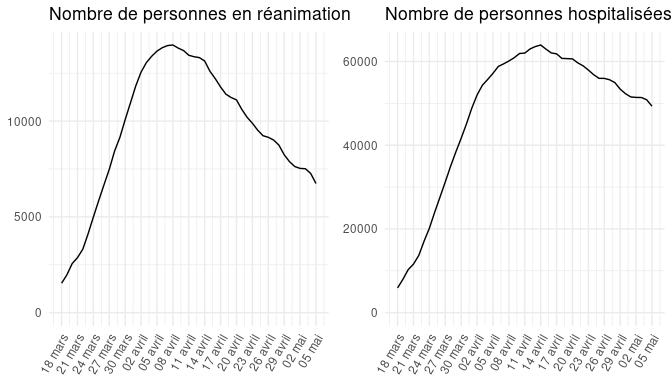 Nombre de personnes en réanimation
10000
5000
0
18 mars
21 mars
24 mars
27 mars
30 mars
02 avril
05 avril
08 avril
11 avril
14 avril
17 avril
20 avril
23 avril
26 avril
29 avril
02 mai
05 mai
Nombre de personnes hospitalisées
60000
40000
20000
0
18 mars
21 mars
24 mars
27 mars
30 mars
02 avril
05 avril
08 avril
11 avril
14 avril
17 avril
20 avril
23 avril
26 avril
29 avril
02 mai
05 mai